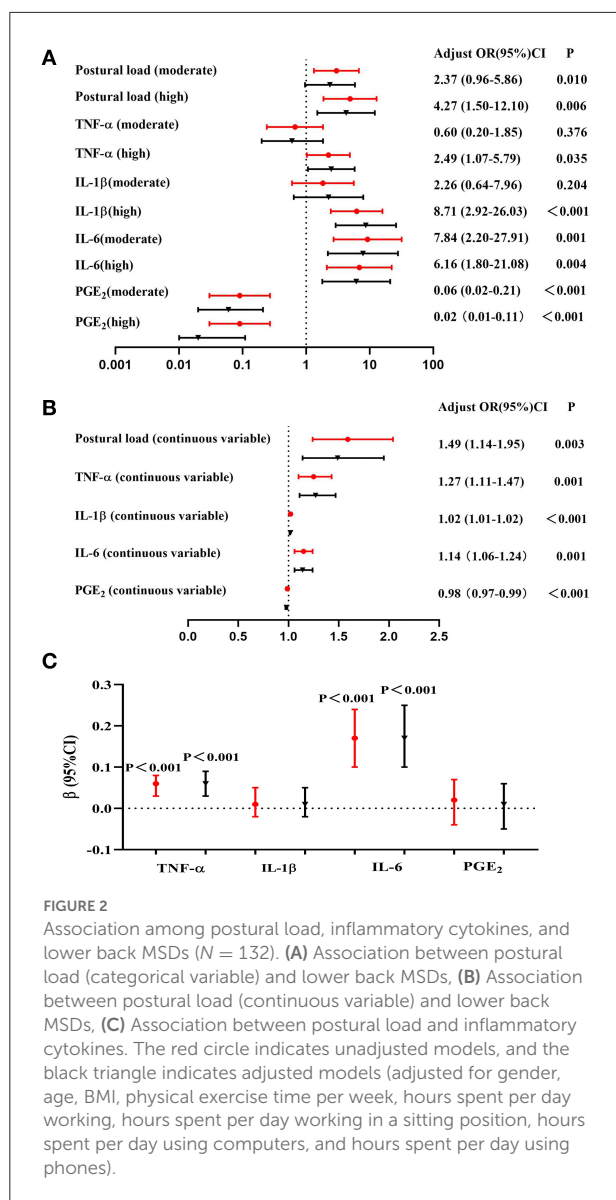 A
Adjust OR(95%)CI P
Postural load (moderate) 2.37 (0.96-5.86) 0.010
Postural load (high) 4.27 (1.50-12.10) 0.006
TNF-α (moderate) 0.60 (0.20-1.85) 0.376
TNF-α (high) 2.49 (1.07-5.79) 0.035
IL-1β(moderate) 2.26 (0.64-7.96) 0.204
IL-1β(high) 8.71 (2.92-26.03) <0.001
IL-6(moderate) 7.84 (2.20-27.91) 0.001
IL-6(high) 6.16 (1.80-21.08) 0.004
PGE₂(moderate) 0.06 (0.02-0.21) <0.001
PGE₂(high) 0.02 (0.01-0.11) <0.001
0.001 0.01 0.1 1 10 100
B
Adjust OR(95%)CI P
Postural load (continuous variable) 1.49 (1.14-1.95) 0.003
TNF-α (continuous variable) 1.27 (1.11-1.47) 0.001
IL-1β (continuous variable) 1.02 (1.01-1.02) <0.001
IL-6 (continuous variable) 1.14 (1.06-1.24) 0.001
PGE₂ (continuous variable) 0.98 (0.97-0.99) <0.001
0.0 0.5 1.0 1.5 2.0 2.5
C
β (95%CI)
0.3
0.2
0.1
0.0
-0.1
P<0.001 P<0.001 P<0.001 P<0.001
TNF-α IL-1β IL-6 PGE₂
FIGURE 2
Association among postural load, inflammatory cytokines, and
lower back MSDs (N = 132). (A) Association between postural
load (categorical variable) and lower back MSDs, (B) Association
between postural load (continuous variable) and lower back
MSDs, (C) Association between postural load and inflammatory
cytokines. The red circle indicates unadjusted models, and the
black triangle indicates adjusted models (adjusted for gender,
age, BMI, physical exercise time per week, hours spent per day
working, hours spent per day working in a sitting position, hours
spent per day using computers, and hours spent per day using
phones).